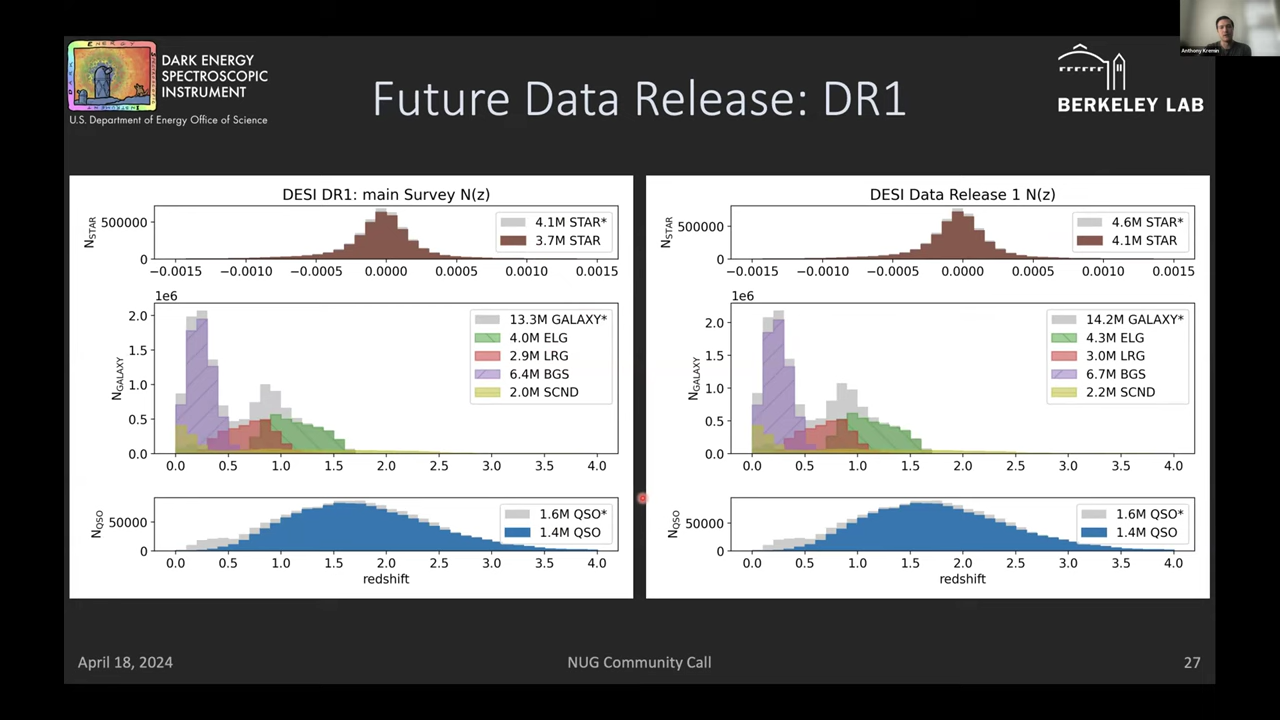 Anthony Kremin
DARK ENERGY
SPECTROSCOPIC
INSTRUMENT
U.S. Department of Energy Office of Science
Future Data Release: DR1
BERKELEY LAB
DESI DR1: main Survey N(z)
N_STAR
500000
0
4.1M STAR*
3.7M STAR
−0.0015 −0.0010 −0.0005 0.0000 0.0005 0.0010 0.0015
1e6
N_GALAXY
2.0
1.5
1.0
0.5
0.0
13.3M GALAXY*
4.0M ELG
2.9M LRG
6.4M BGS
2.0M SCND
0.0 0.5 1.0 1.5 2.0 2.5 3.0 3.5 4.0
N_QSO
50000
0
1.6M QSO*
1.4M QSO
0.0 0.5 1.0 1.5 2.0 2.5 3.0 3.5 4.0
redshift
DESI Data Release 1 N(z)
N_STAR
500000
0
4.6M STAR*
4.1M STAR
−0.0015 −0.0010 −0.0005 0.0000 0.0005 0.0010 0.0015
1e6
N_GALAXY
2.0
1.5
1.0
0.5
0.0
14.2M GALAXY*
4.3M ELG
3.0M LRG
6.7M BGS
2.2M SCND
0.0 0.5 1.0 1.5 2.0 2.5 3.0 3.5 4.0
N_QSO
50000
0
1.6M QSO*
1.4M QSO
0.0 0.5 1.0 1.5 2.0 2.5 3.0 3.5 4.0
redshift
April 18, 2024
NUG Community Call
27